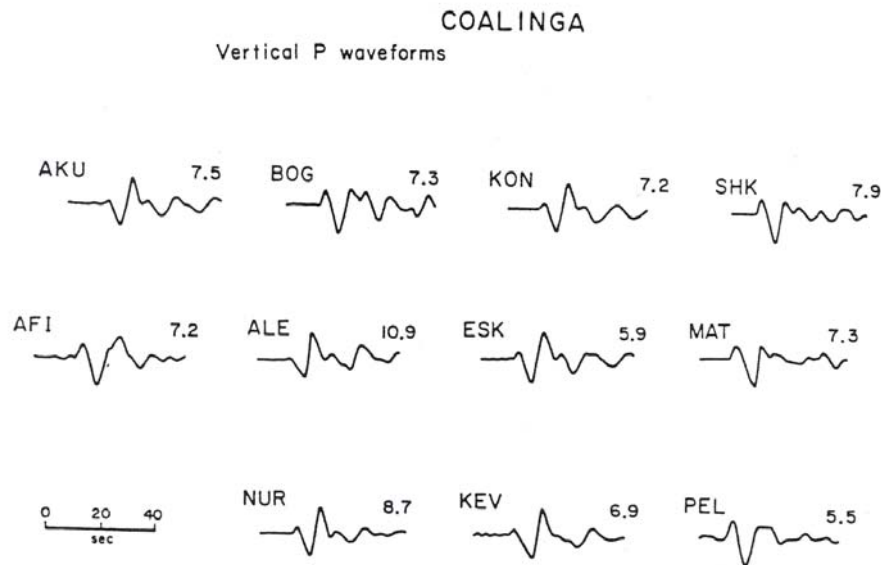 COALINGA
Vertical P waveforms
AKU 7.5 BOG 7.3 KON 7.2 SHK 7.9
AFI 7.2 ALE 10.9 ESK 5.9 MAT 7.3
NUR 8.7 KEV 6.9 PEL 5.5
0 20 40
sec